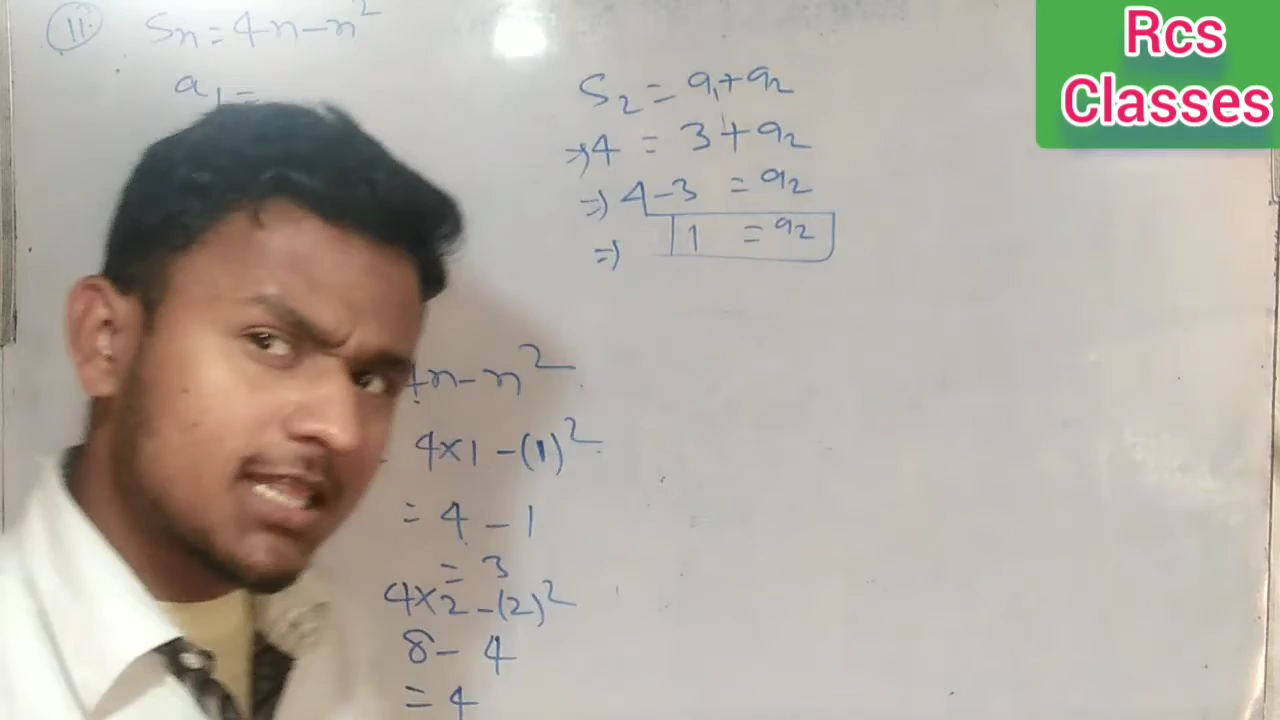 11. Sn = 4n - n²
a1 =
S2 = a1 + a2
=> 4 = 3 + a2
=> 4 - 3 = a2
=> 1 = a2
4n - n²
4×1 - (1)²
= 4 - 1
= 3
4×2 - (2)²
8 - 4
= 4
Rcs
Classes